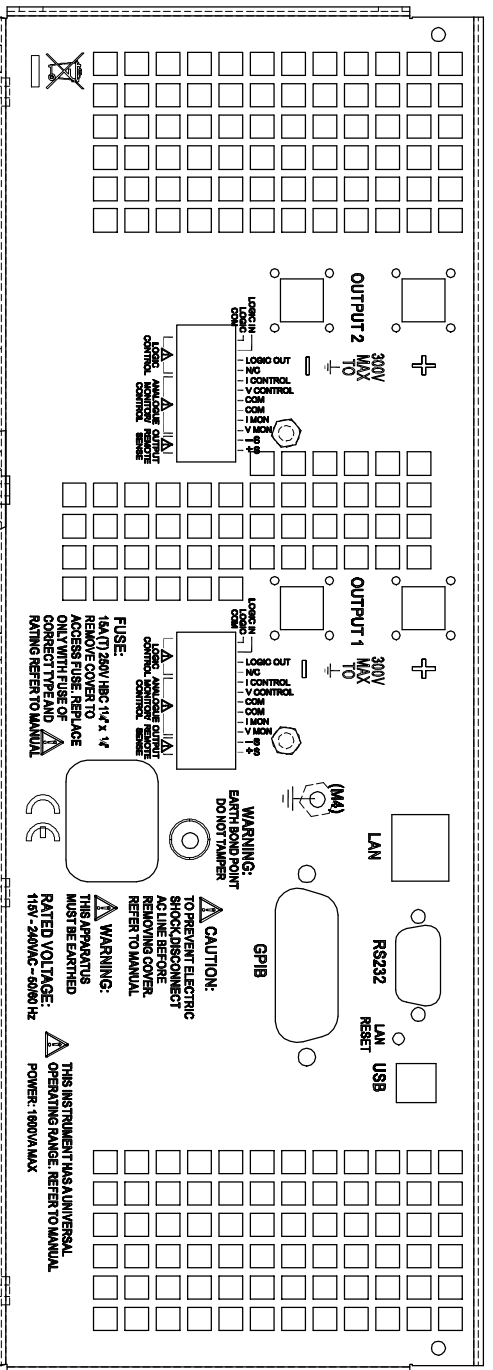 OUTPUT 2
+
300V
MAX
TO
−
LOGIC IN
LOGIC
COM
LOGIC OUT
N/C
I CONTROL
V CONTROL
COM
COM
I MON
V MON
− S
+ S
LOGIC
CONTROL
ANALOGUE
MONITOR/
CONTROL
OUTPUT
REMOTE
SENSE
OUTPUT 1
+
300V
MAX
TO
−
LOGIC IN
LOGIC
COM
LOGIC OUT
N/C
I CONTROL
V CONTROL
COM
COM
I MON
V MON
− S
+ S
LOGIC
CONTROL
ANALOGUE
MONITOR/
CONTROL
OUTPUT
REMOTE
SENSE
FUSE:
15A (T) 250V HBC 1¼" x ¼"
REMOVE COVER TO
ACCESS FUSE. REPLACE
ONLY WITH FUSE OF
CORRECT TYPE AND
RATING REFER TO MANUAL
LAN
RS232
LAN
RESET
USB
(M4)
GPIB
WARNING:
EARTH BOND POINT
DO NOT TAMPER
CAUTION:
TO PREVENT ELECTRIC
SHOCK,DISCONNECT
AC LINE BEFORE
REMOVING COVER.
REFER TO MANUAL
WARNING:
THIS APPARATUS
MUST BE EARTHED
CE
RATED VOLTAGE:
115V - 240VAC ~ 50/60 Hz
THIS INSTRUMENT HAS A UNIVERSAL
OPERATING RANGE. REFER TO MANUAL
POWER: 1600VA MAX